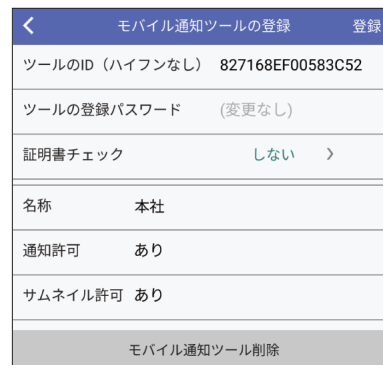 モバイル通知ツールの登録 登録
ツールのID（ハイフンなし） 827168EF00583C52
ツールの登録パスワード (変更なし)
証明書チェック しない
名称 本社
通知許可 あり
サムネイル許可 あり
モバイル通知ツール削除